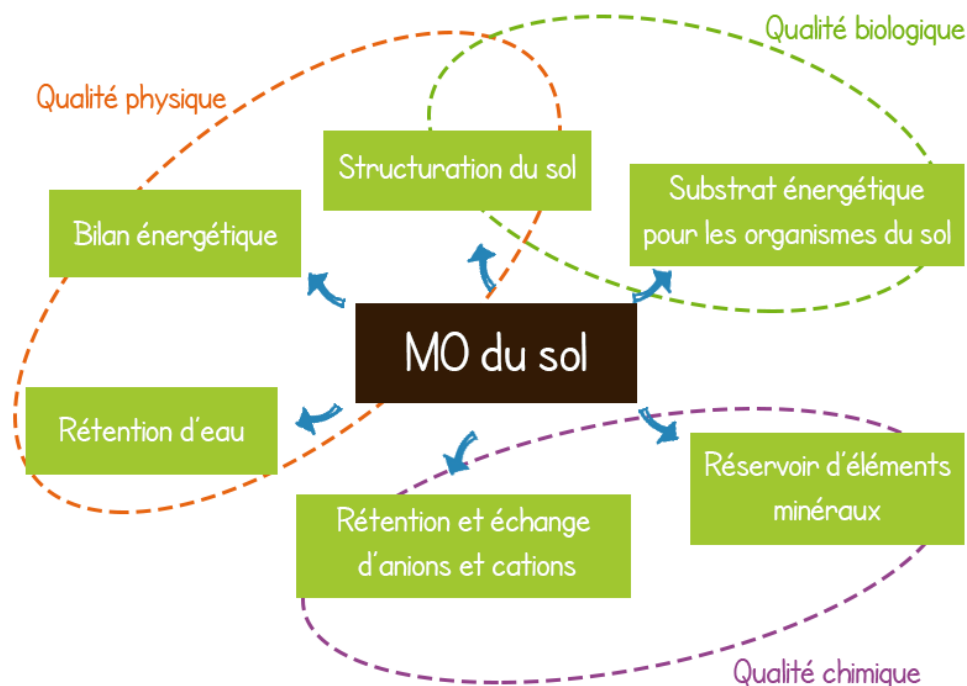 Qualité biologique
Qualité physique
Structuration du sol
Substrat énergétique
pour les organismes du sol
Bilan énergétique
MO du sol
Rétention d'eau
Réservoir d'éléments
minéraux
Rétention et échange
d'anions et cations
Qualité chimique